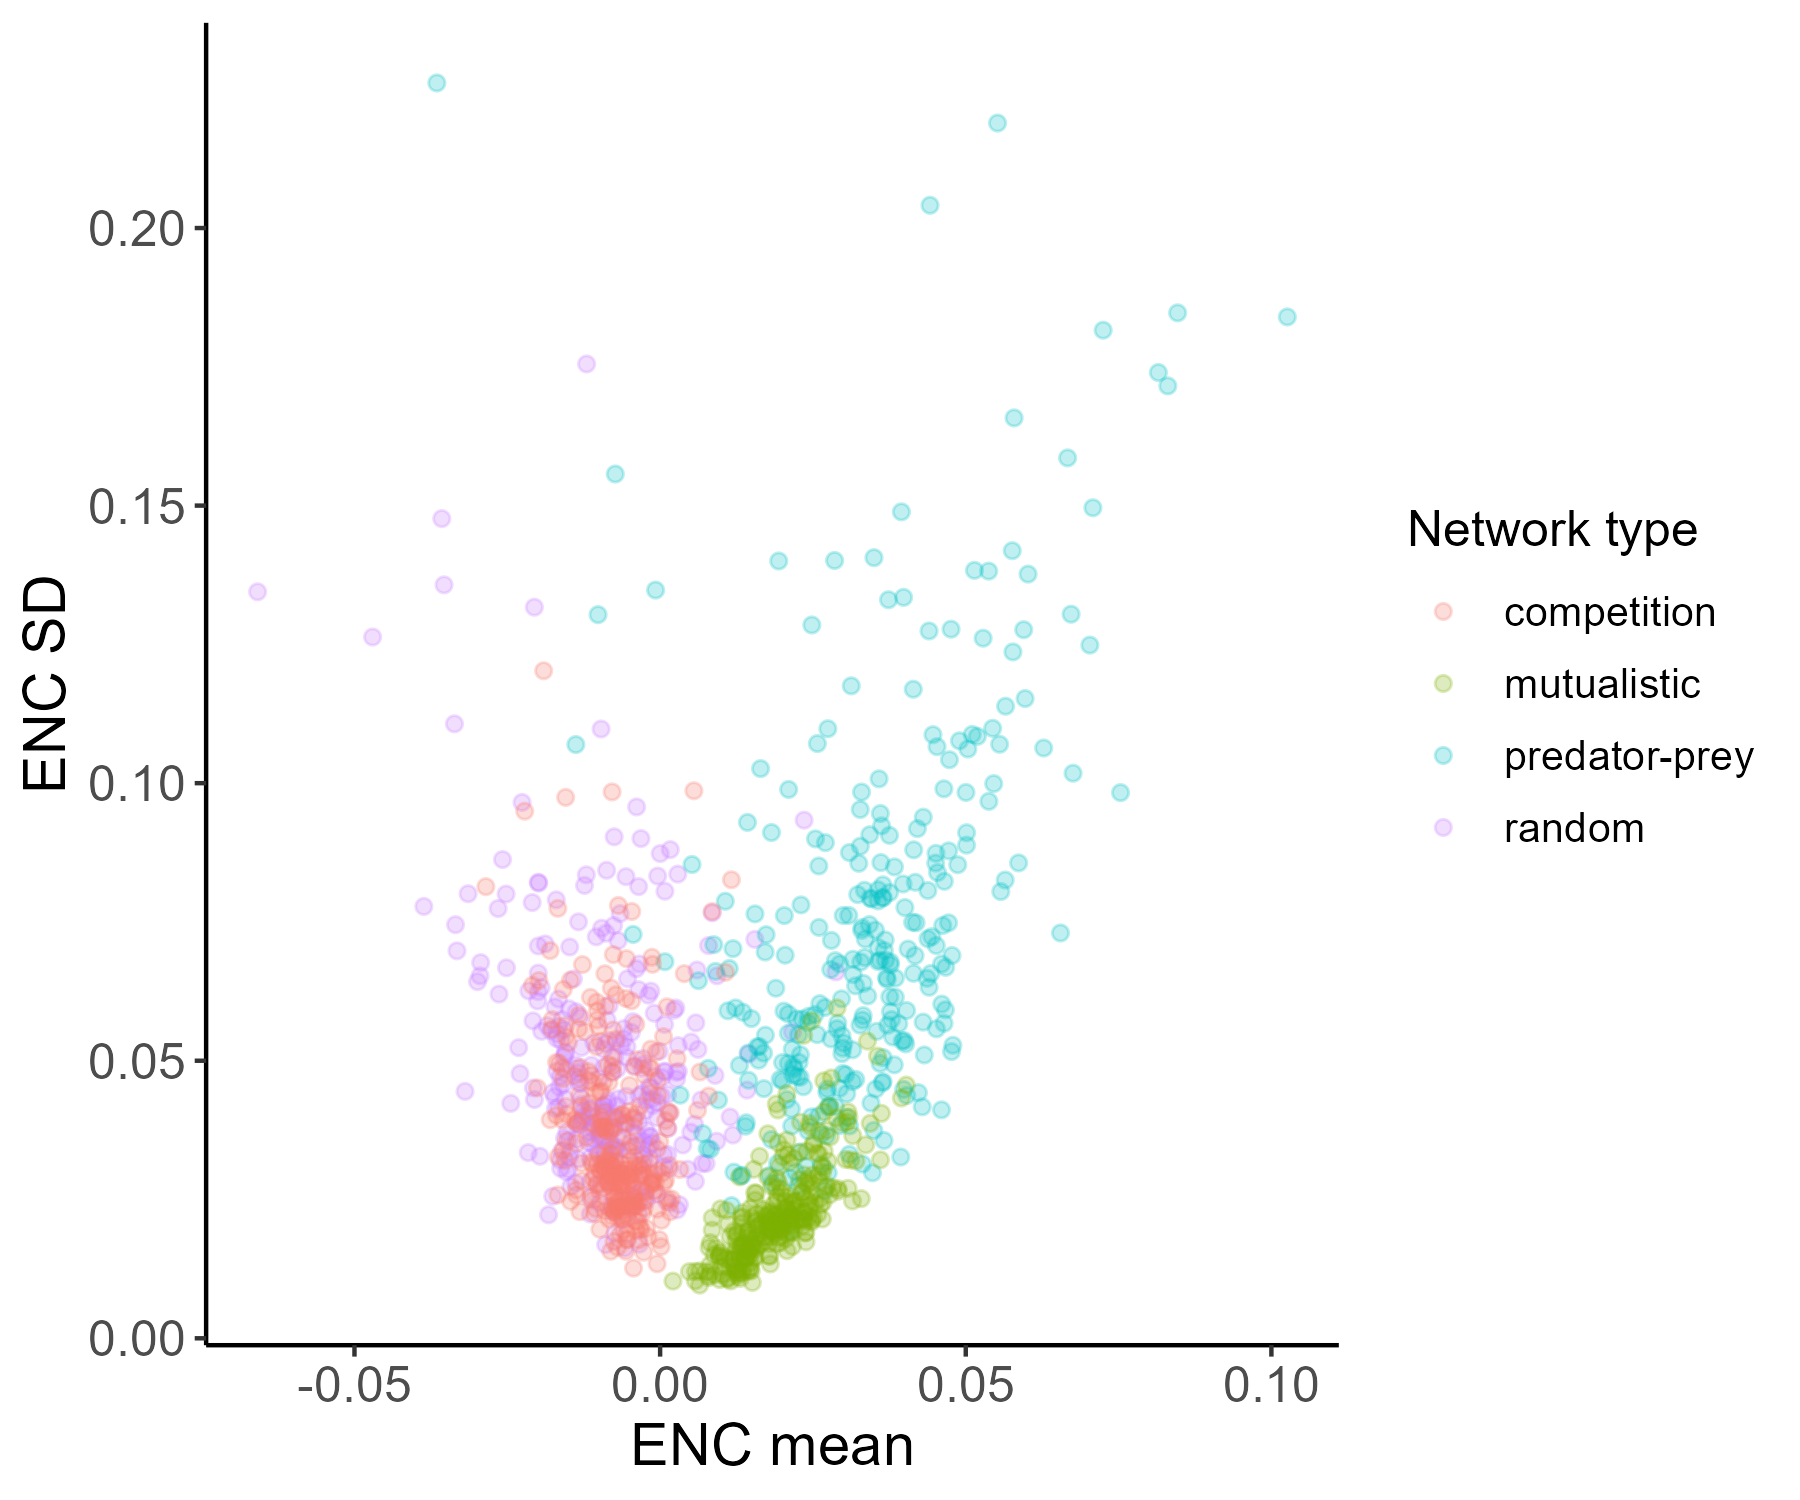 0.20
0.15
0.10
0.05
0.00
ENC SD
-0.05 0.00 0.05 0.10
ENC mean
Network type
competition
mutualistic
predator-prey
random